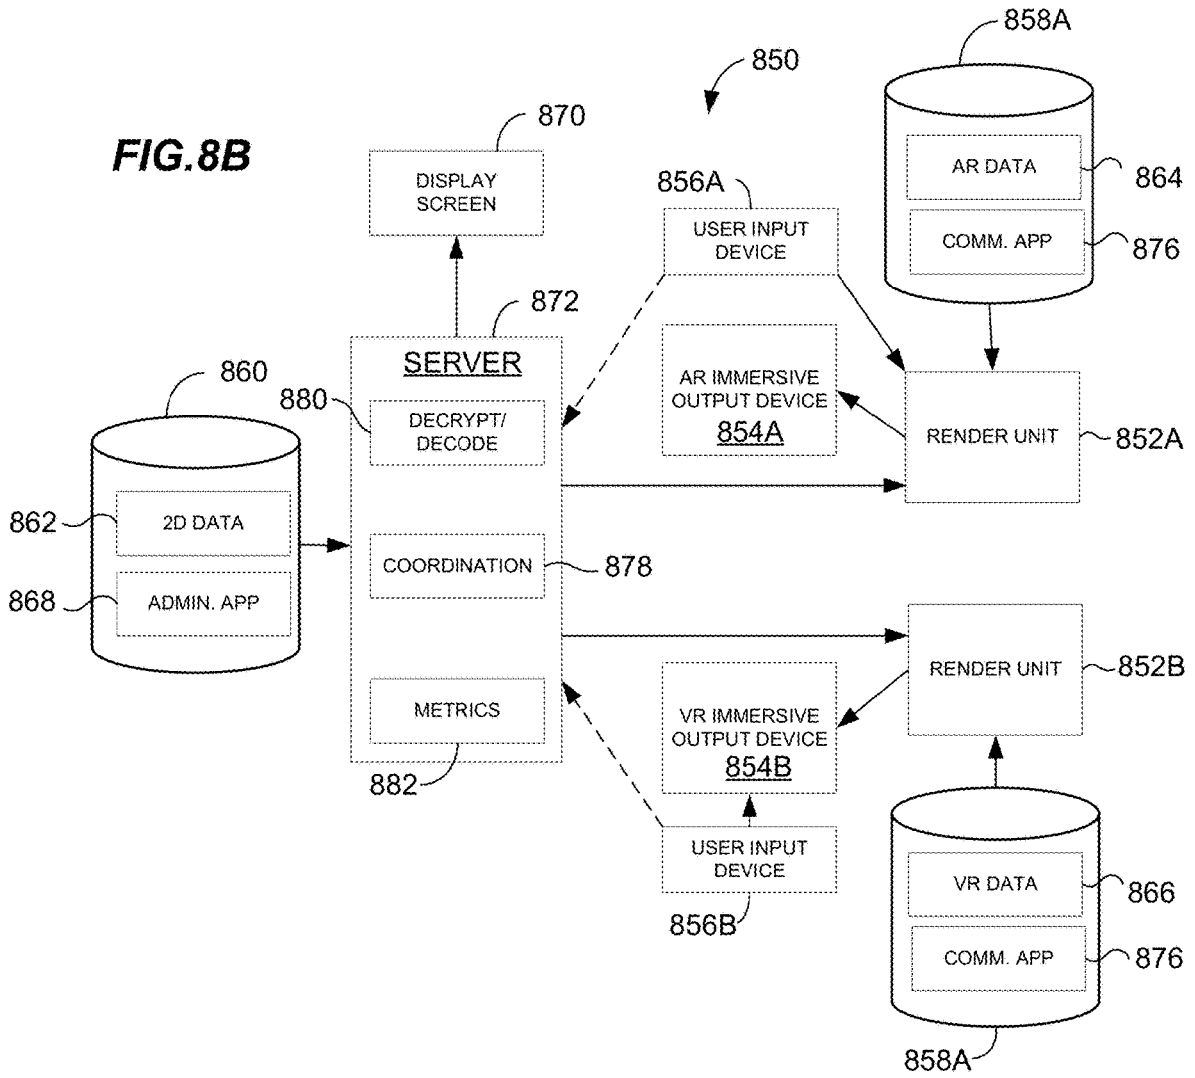 858A
850
870
FIG.8B
DISPLAY
SCREEN
856A
AR DATA
864
USER INPUT
DEVICE
COMM. APP
876
872
SERVER
860
880
DECRYPT/
DECODE
AR IMMERSIVE
OUTPUT DEVICE
854A
RENDER UNIT
852A
862
2D DATA
COORDINATION
878
868
ADMIN. APP
RENDER UNIT
852B
METRICS
VR IMMERSIVE
OUTPUT DEVICE
854B
882
USER INPUT
DEVICE
856B
VR DATA
866
COMM. APP
876
858A